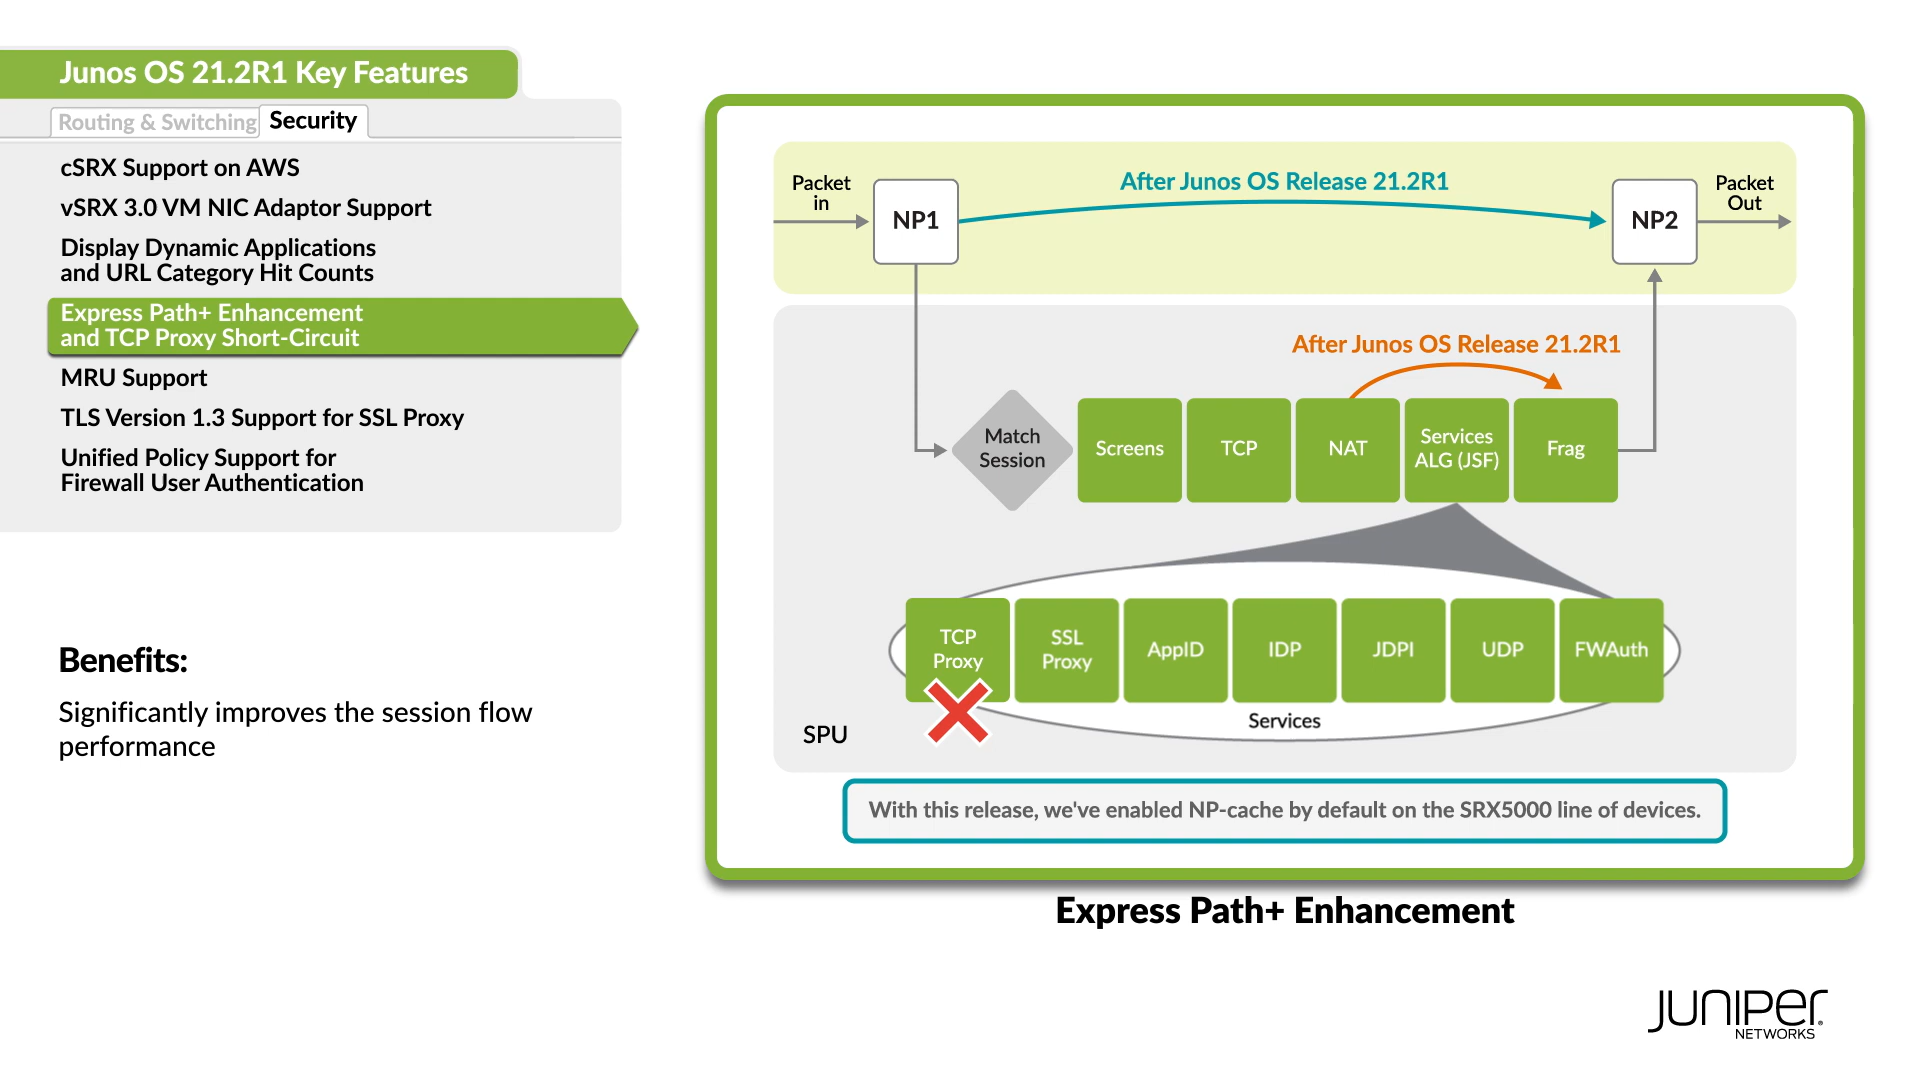 Junos OS 21.2R1 Key Features
Routing & Switching
Security
cSRX Support on AWS
vSRX 3.0 VM NIC Adaptor Support
Display Dynamic Applications
and URL Category Hit Counts
Express Path+ Enhancement
and TCP Proxy Short-Circuit
MRU Support
TLS Version 1.3 Support for SSL Proxy
Unified Policy Support for
Firewall User Authentication
Benefits:
Significantly improves the session flow
performance
Packet
in
NP1
After Junos OS Release 21.2R1
NP2
Packet
Out
After Junos OS Release 21.2R1
Match
Session
Screens
TCP
NAT
Services
ALG (JSF)
Frag
TCP
Proxy
SSL
Proxy
AppID
IDP
JDPI
UDP
FWAuth
Services
SPU
With this release, we've enabled NP-cache by default on the SRX5000 line of devices.
Express Path+ Enhancement
JUNIPER
NETWORKS